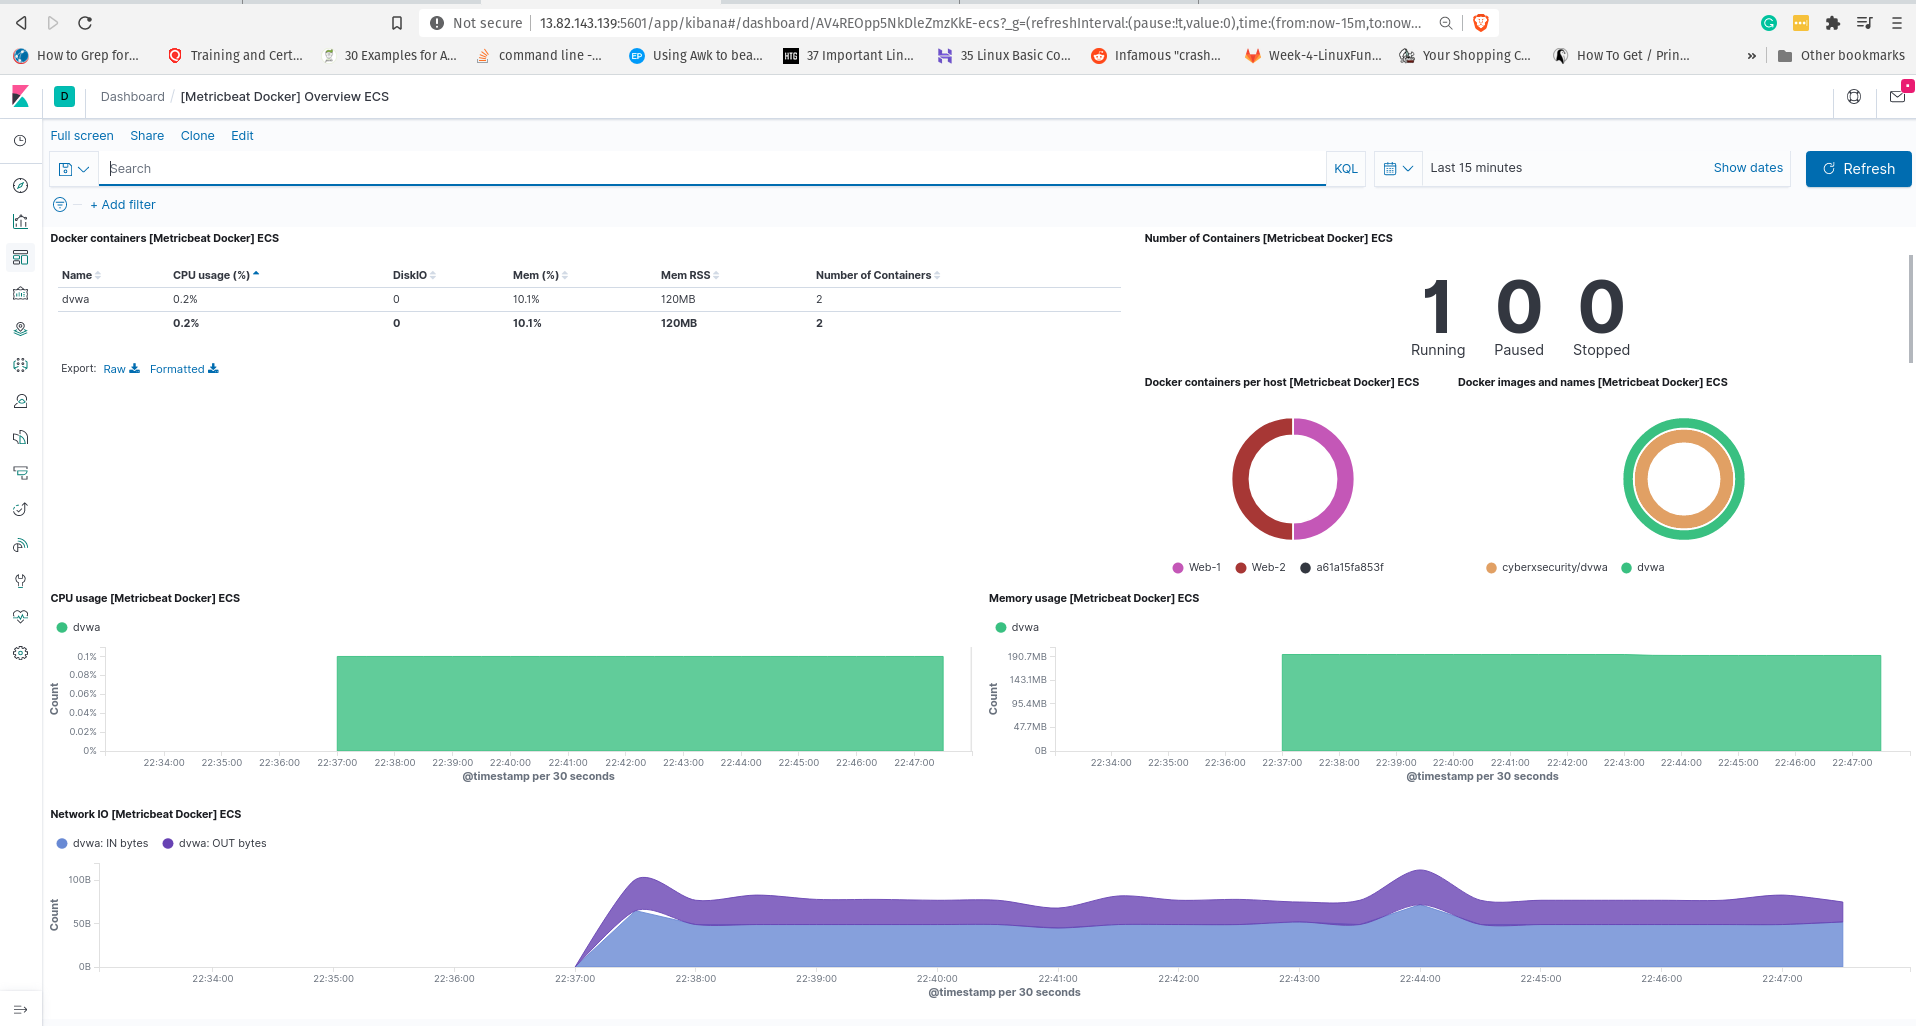 Not secure 13.82.143.139:5601/app/kibana#/dashboard/AV4REOpp5NkDleZmzKkE-ecs?_g=(refreshInterval:(pause:!t,value:0),time:(from:now-15m,to:now...
How to Grep for... Training and Cert... 30 Examples for A... command line -... EP Using Awk to bea... HTG 37 Important Lin... 35 Linux Basic Co... Infamous "crash... Week-4-LinuxFun... Your Shopping C... How To Get / Prin... » Other bookmarks
D Dashboard / [Metricbeat Docker] Overview ECS
Full screen Share Clone Edit
Search KQL Last 15 minutes Show dates Refresh
+ Add filter
Docker containers [Metricbeat Docker] ECS
Name CPU usage (%) DiskIO Mem (%) Mem RSS Number of Containers
dvwa 0.2% 0 10.1% 120MB 2
0.2% 0 10.1% 120MB 2
Export: Raw Formatted
Number of Containers [Metricbeat Docker] ECS
1 0 0
Running Paused Stopped
Docker containers per host [Metricbeat Docker] ECS
Web-1 Web-2 a61a15fa853f
Docker images and names [Metricbeat Docker] ECS
cyberxsecurity/dvwa dvwa
CPU usage [Metricbeat Docker] ECS
dvwa
0.1%
0.08%
0.06%
0.04%
0.02%
0%
Count
22:34:00 22:35:00 22:36:00 22:37:00 22:38:00 22:39:00 22:40:00 22:41:00 22:42:00 22:43:00 22:44:00 22:45:00 22:46:00 22:47:00
@timestamp per 30 seconds
Memory usage [Metricbeat Docker] ECS
dvwa
190.7MB
143.1MB
95.4MB
47.7MB
0B
Count
22:34:00 22:35:00 22:36:00 22:37:00 22:38:00 22:39:00 22:40:00 22:41:00 22:42:00 22:43:00 22:44:00 22:45:00 22:46:00 22:47:00
@timestamp per 30 seconds
Network IO [Metricbeat Docker] ECS
dvwa: IN bytes dvwa: OUT bytes
100B
50B
0B
Count
22:34:00 22:35:00 22:36:00 22:37:00 22:38:00 22:39:00 22:40:00 22:41:00 22:42:00 22:43:00 22:44:00 22:45:00 22:46:00 22:47:00
@timestamp per 30 seconds